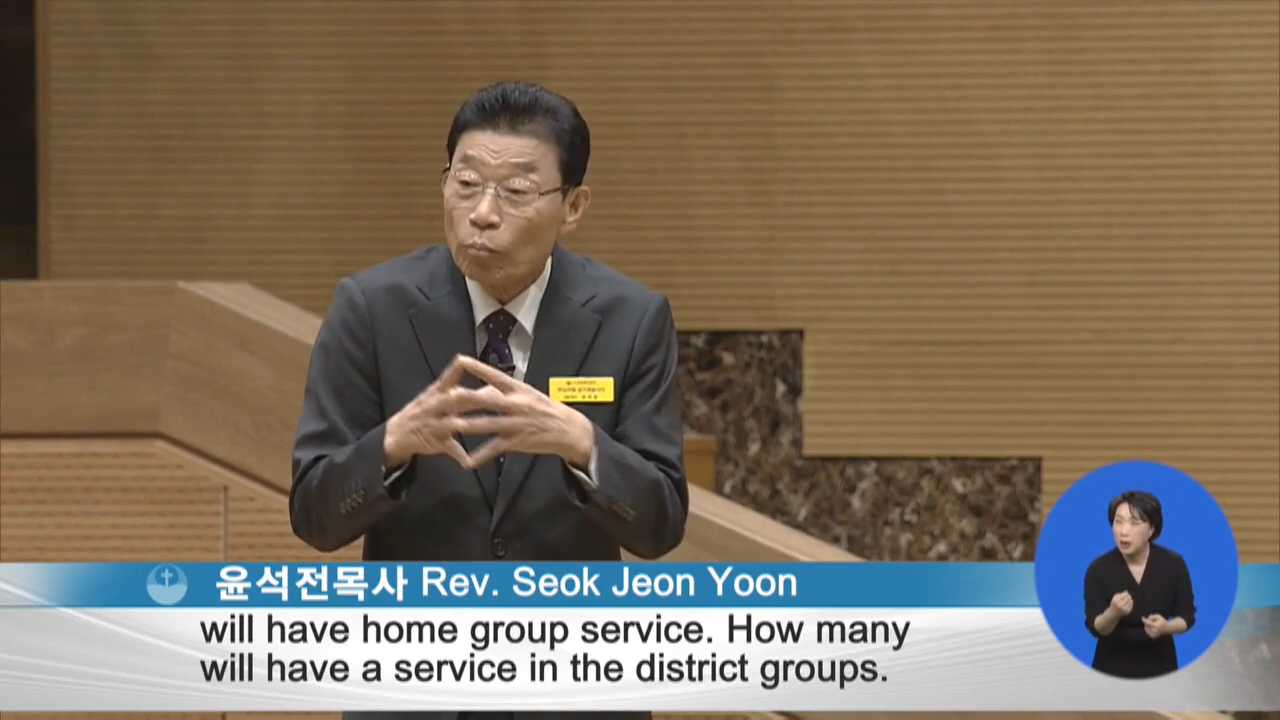 윤석전목사 Rev. Seok Jeon Yoon
will have home group service. How many
will have a service in the district groups.